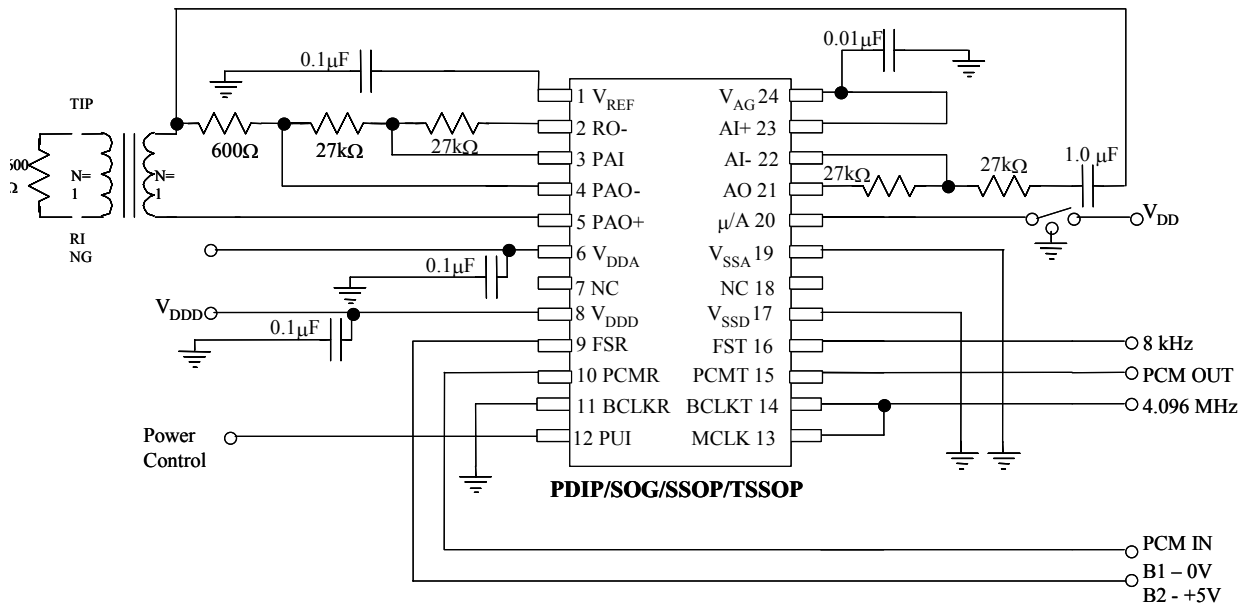 0.1µF
0.01µF
TIP
600Ω
27kΩ
27kΩ
N=
1
N=
1
RI
NG
1 VREF
2 RO-
3 PAI
4 PAO-
5 PAO+
6 VDDA
7 NC
8 VDDD
9 FSR
10 PCMR
11 BCLKR
12 PUI
VAG 24
AI+ 23
AI- 22
AO 21
µ/A 20
VSSA 19
NC 18
VSSD 17
FST 16
PCMT 15
BCLKT 14
MCLK 13
27kΩ
27kΩ
1.0 µF
VDD
0.1µF
VDDD
0.1µF
Power
Control
8 kHz
PCM OUT
4.096 MHz
PDIP/SOG/SSOP/TSSOP
PCM IN
B1 – 0V
B2 - +5V